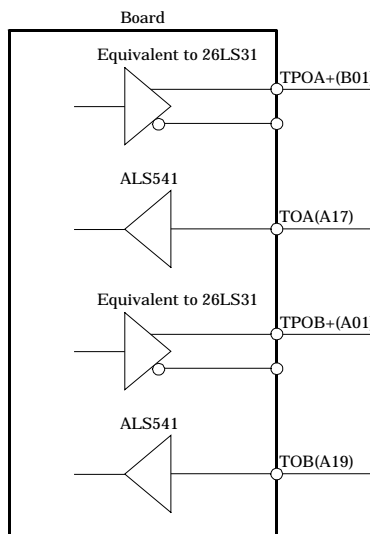 Board
Equivalent to 26LS31
TPOA+(B01)
ALS541
TOA(A17)
Equivalent to 26LS31
TPOB+(A01)
ALS541
TOB(A19)